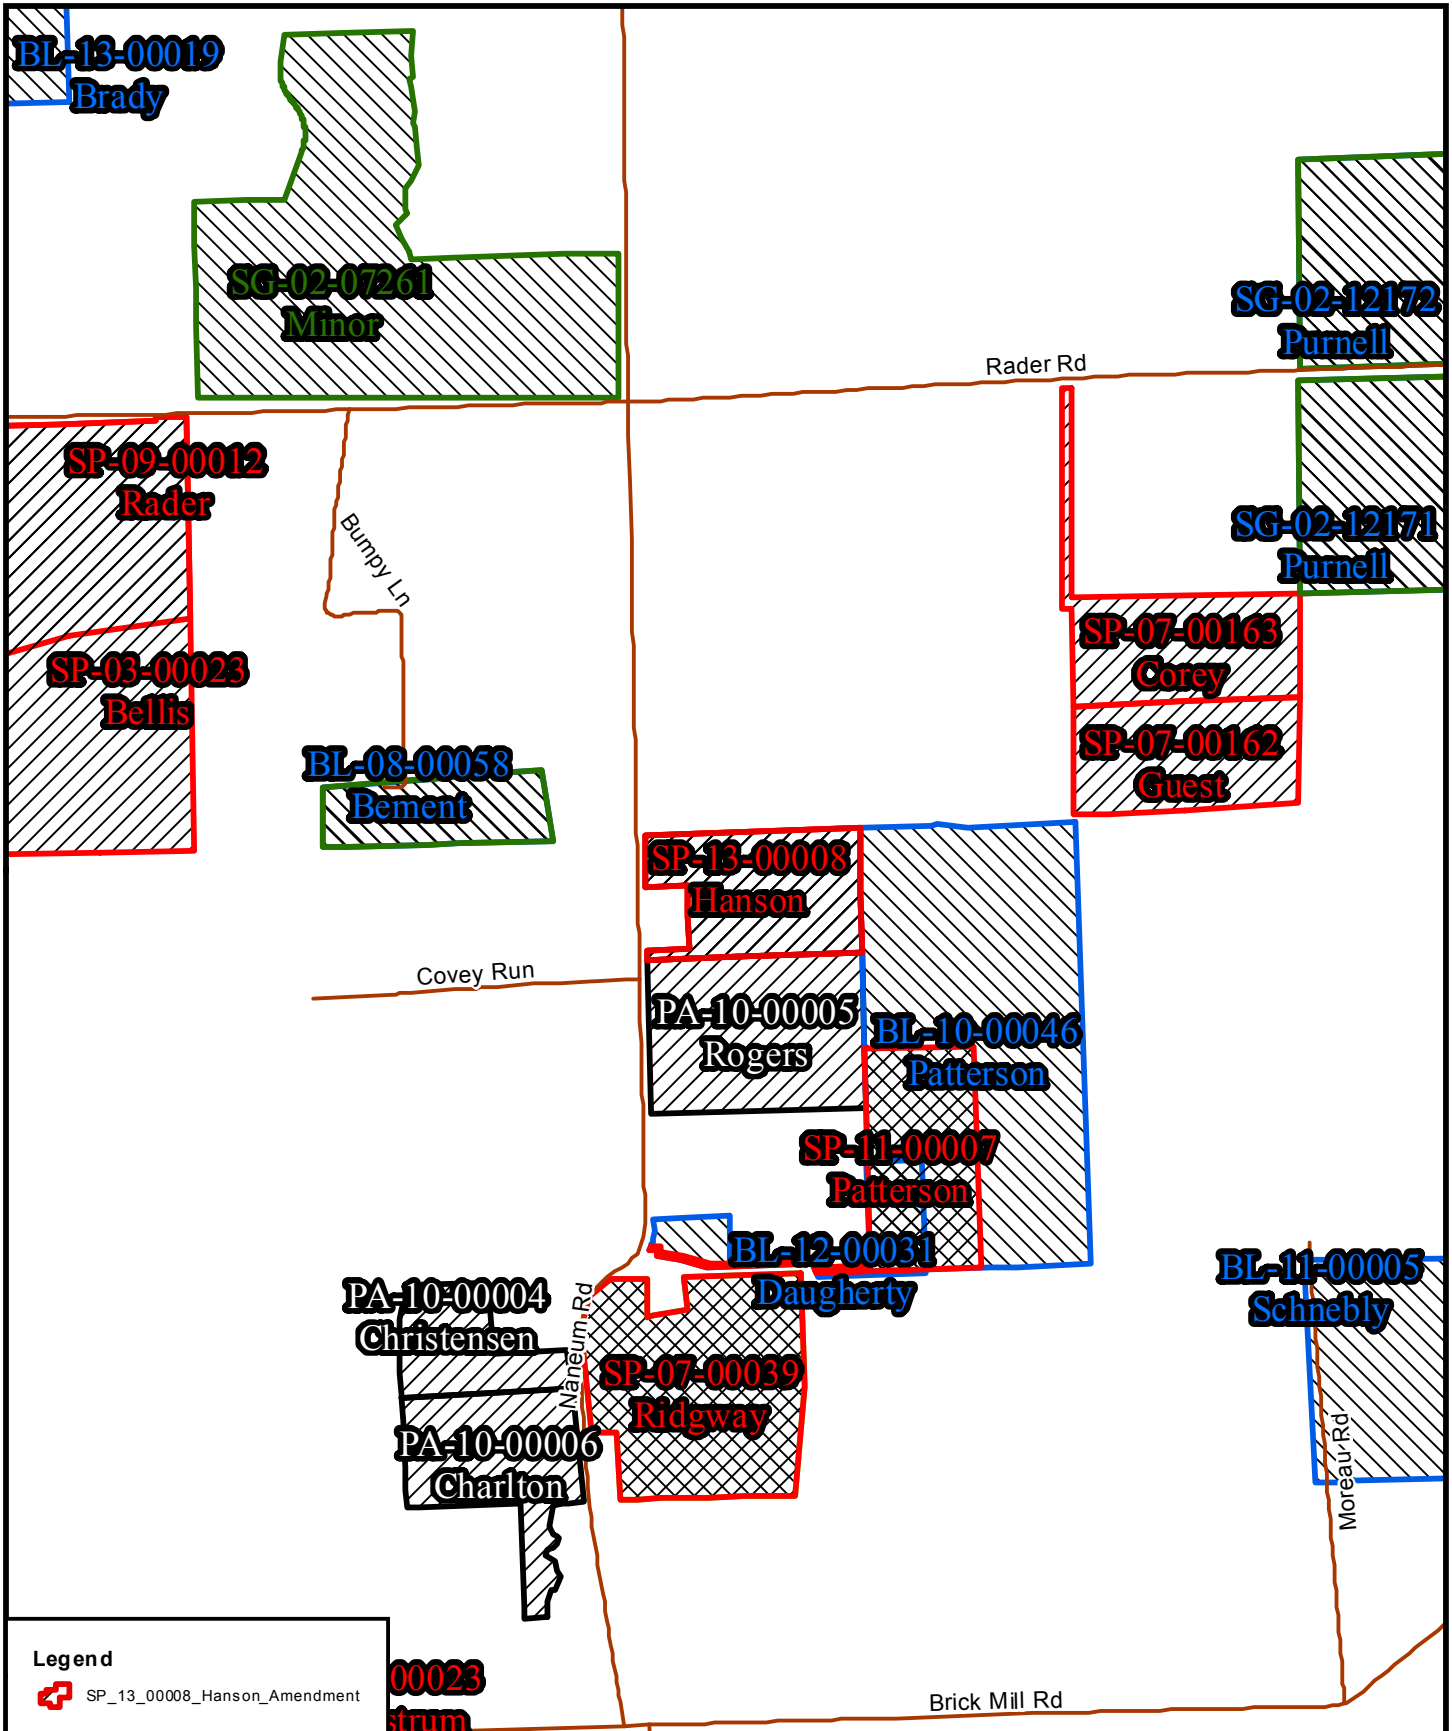 BL-13-00019
Brady
SG-02-07261
Minor
SG-02-12172
Purnell
Rader Rd
SP-09-00012
Rader
Bumpy Ln
SG-02-12171
Purnell
SP-03-00023
Bellis
SP-07-00163
Corey
SP-07-00162
Guest
BL-08-00058
Bement
SP-13-00008
Hanson
Covey Run
PA-10-00005
Rogers
BL-10-00046
Patterson
SP-11-00007
Patterson
BL-12-00031
Daugherty
BL-11-00005
Schnebly
PA-10-00004
Christensen
Naneum Rd
SP-07-00039
Ridgway
PA-10-00006
Charlton
Moreau Rd
Legend
SP_13_00008_Hanson_Amendment
00023
strum
Brick Mill Rd